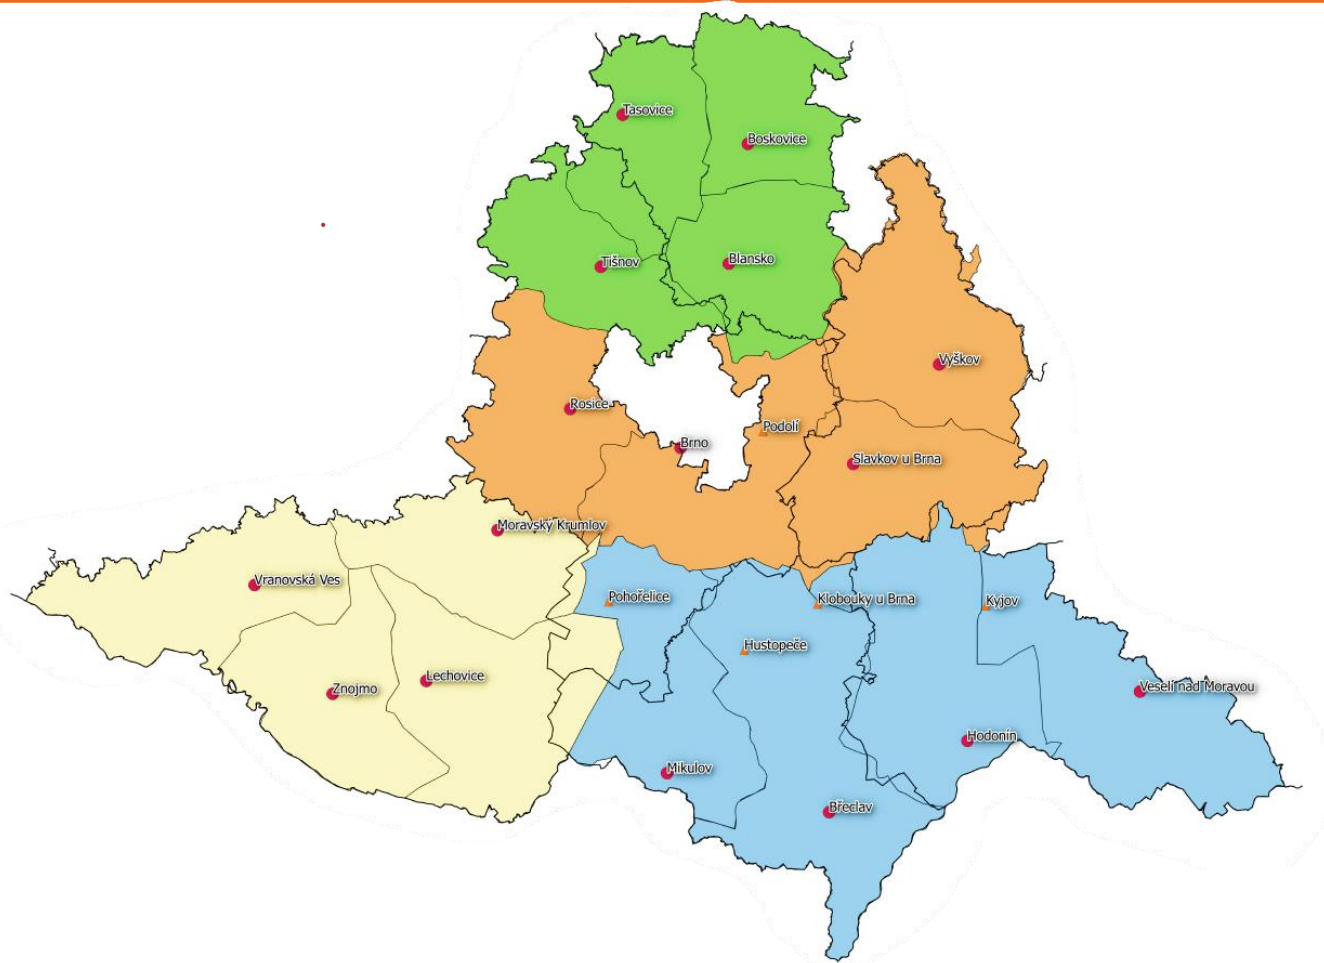 Tasovice
Boskovice
Tišnov
Blansko
Vyškov
Rosice
Podolí
Brno
Slavkov u Brna
Moravský Krumlov
Vranovská Ves
Pohořelice
Klobouky u Brna
Kyjov
Hustopeče
Lechovice
Znojmo
Veselí nad Moravou
Hodonín
Mikulov
Břeclav